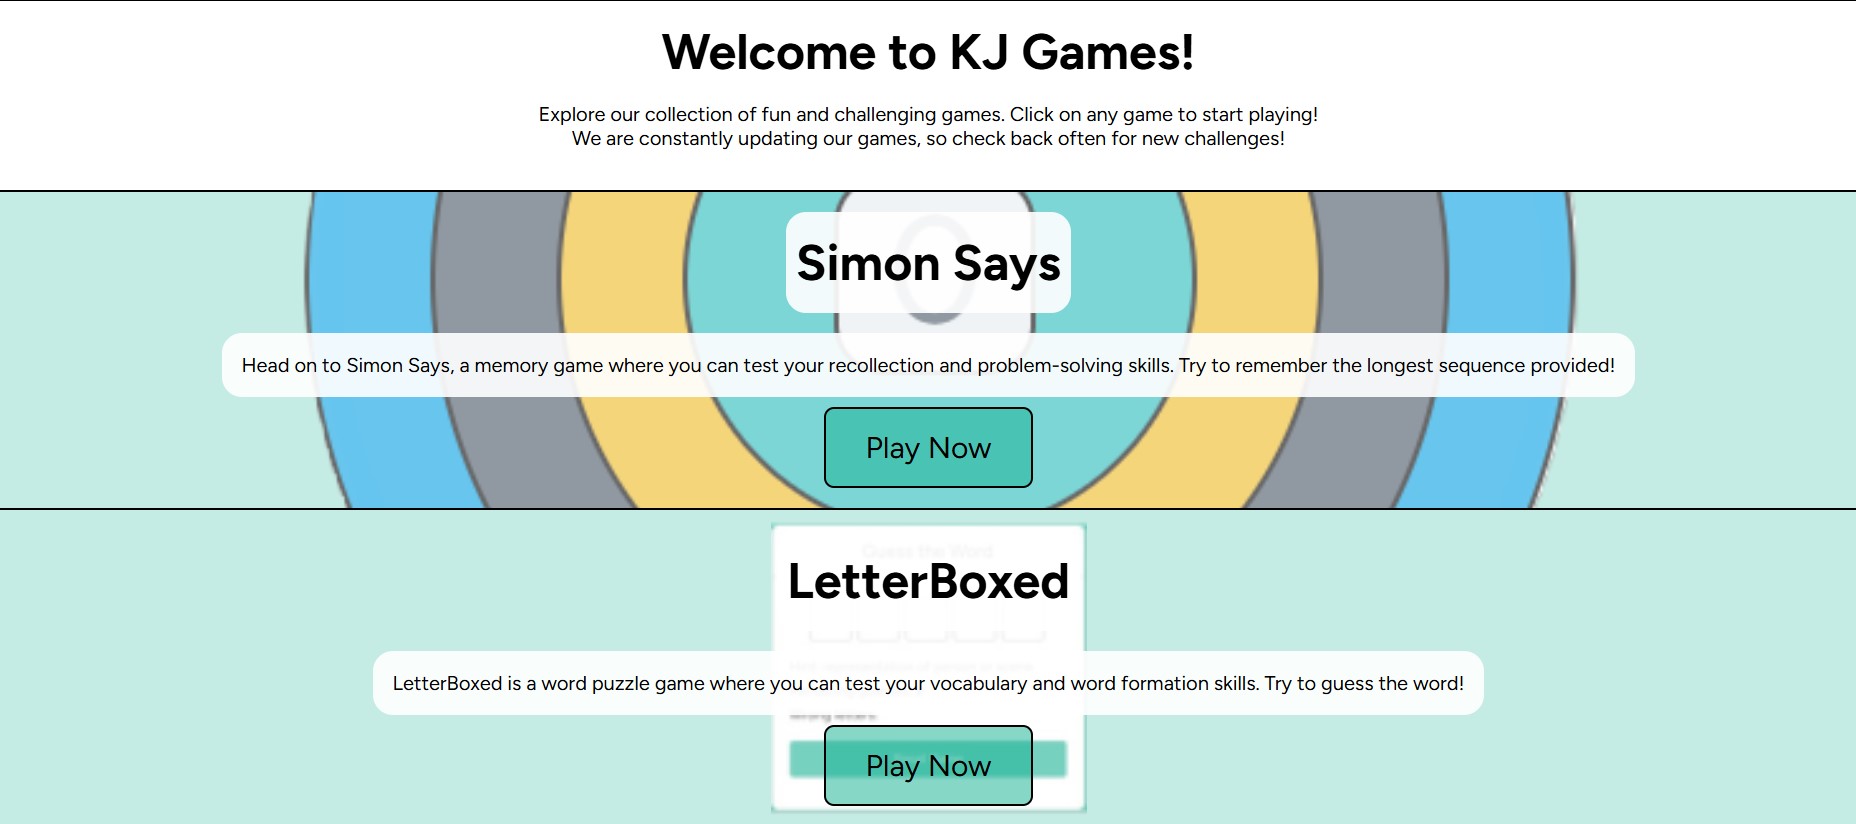 Welcome to KJ Games!
Explore our collection of fun and challenging games. Click on any game to start playing!
We are constantly updating our games, so check back often for new challenges!
Simon Says
Head on to Simon Says, a memory game where you can test your recollection and problem-solving skills. Try to remember the longest sequence provided!
Play Now
Guess the Word
LetterBoxed
LetterBoxed is a word puzzle game where you can test your vocabulary and word formation skills. Try to guess the word!
Play Now